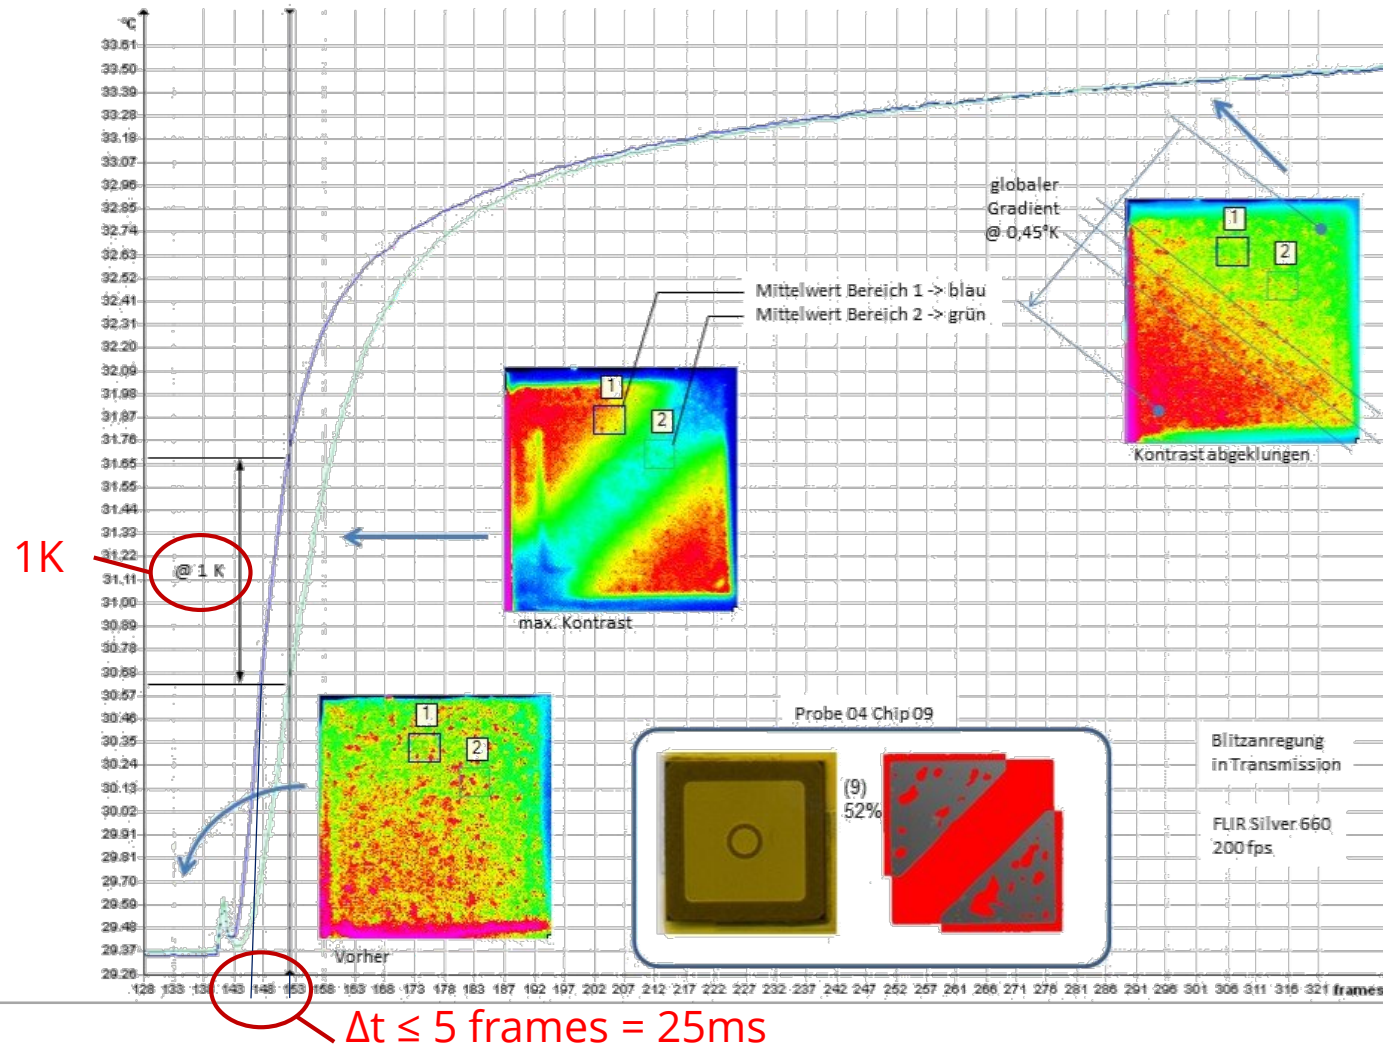 °C
33.61
33.50
33.39
33.28
33.18
33.07
32.96
32.85
32.74
32.63
32.52
32.41
32.31
32.20
32.09
31.98
31.87
31.76
31.65
31.55
31.44
31.33
31.22
31.11
31.00
30.89
30.78
30.68
30.57
30.46
30.35
30.24
30.13
30.02
29.91
29.81
29.70
29.59
29.48
29.37
29.26
1K
@ 1 K
globaler
Gradient
@ 0,45°K
1
2
Kontrast abgeklungen
Mittelwert Bereich 1 -> blau
Mittelwert Bereich 2 -> grün
1
2
max. Kontrast
1
2
Vorher
Probe 04 Chip 09
(9)
52%
Blitzanregung
in Transmission
FLIR Silver 660
200 fps
128 133 138 143 148 153 158 163 168 173 178 183 187 192 197 202 207 212 217 222 227 232 237 242 247 252 257 261 266 271 276 281 286 291 296 301 306 311 316 321 frames
Δt ≤ 5 frames = 25ms